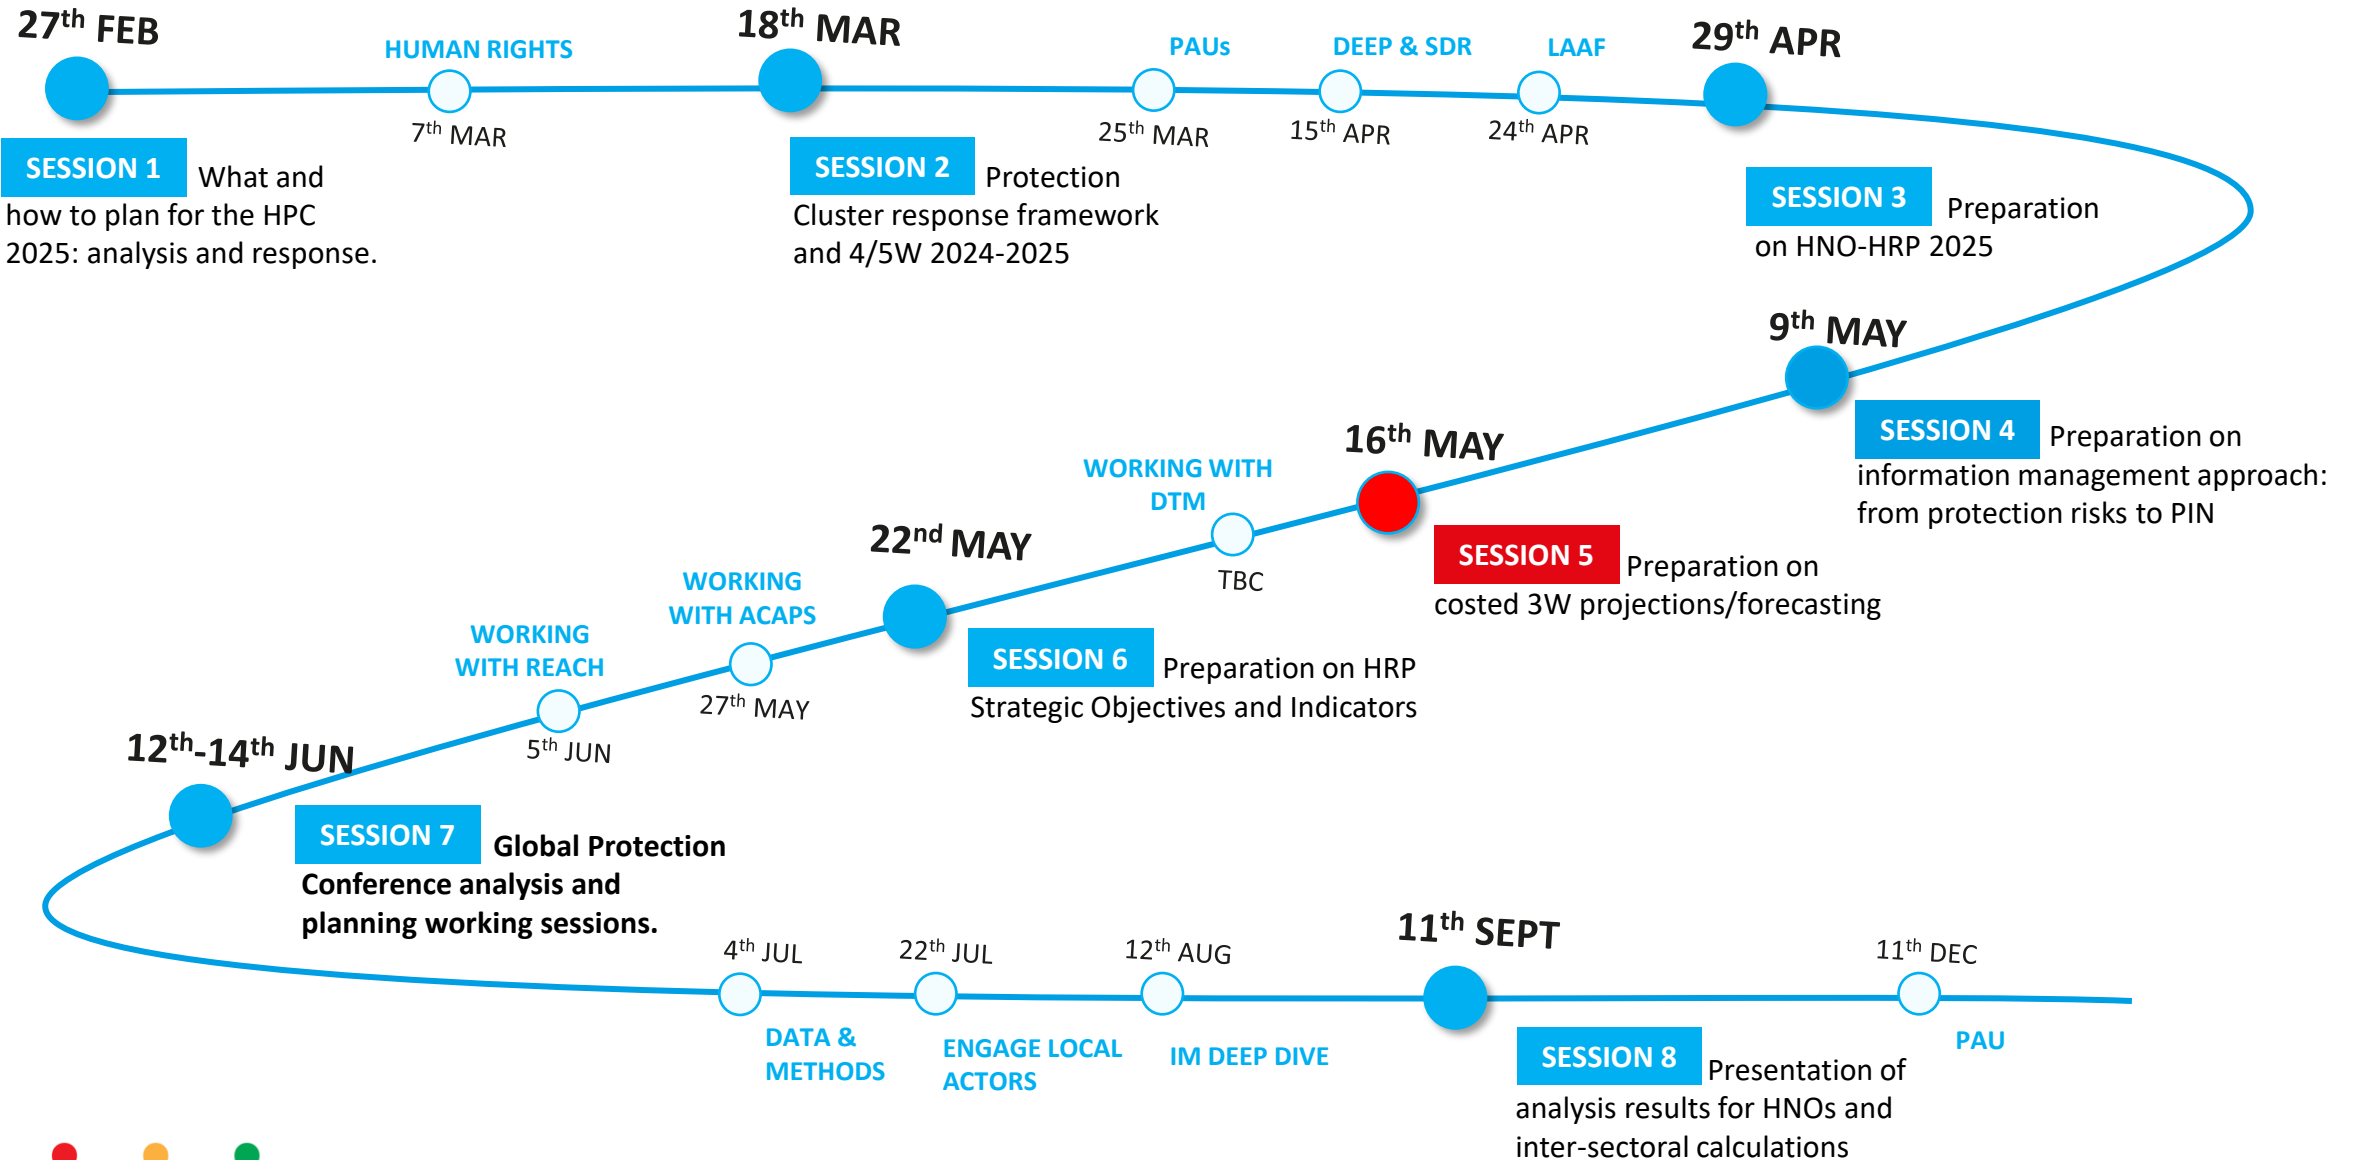 27th FEB
HUMAN RIGHTS
7th MAR
18th MAR
PAUs
25th MAR
DEEP & SDR
15th APR
LAAF
24th APR
29th APR
SESSION 1 What and
how to plan for the HPC
2025: analysis and response.
SESSION 2 Protection
Cluster response framework
and 4/5W 2024-2025
SESSION 3 Preparation
on HNO-HRP 2025
9th MAY
SESSION 4 Preparation on
information management approach:
from protection risks to PIN
16th MAY
SESSION 5 Preparation on
costed 3W projections/forecasting
WORKING WITH
DTM
TBC
22nd MAY
SESSION 6 Preparation on HRP
Strategic Objectives and Indicators
WORKING
WITH ACAPS
27th MAY
WORKING
WITH REACH
5th JUN
12th-14th JUN
SESSION 7 Global Protection
Conference analysis and
planning working sessions.
4th JUL
DATA &
METHODS
22th JUL
ENGAGE LOCAL
ACTORS
12th AUG
IM DEEP DIVE
11th SEPT
SESSION 8 Presentation of
analysis results for HNOs and
inter-sectoral calculations
11th DEC
PAU